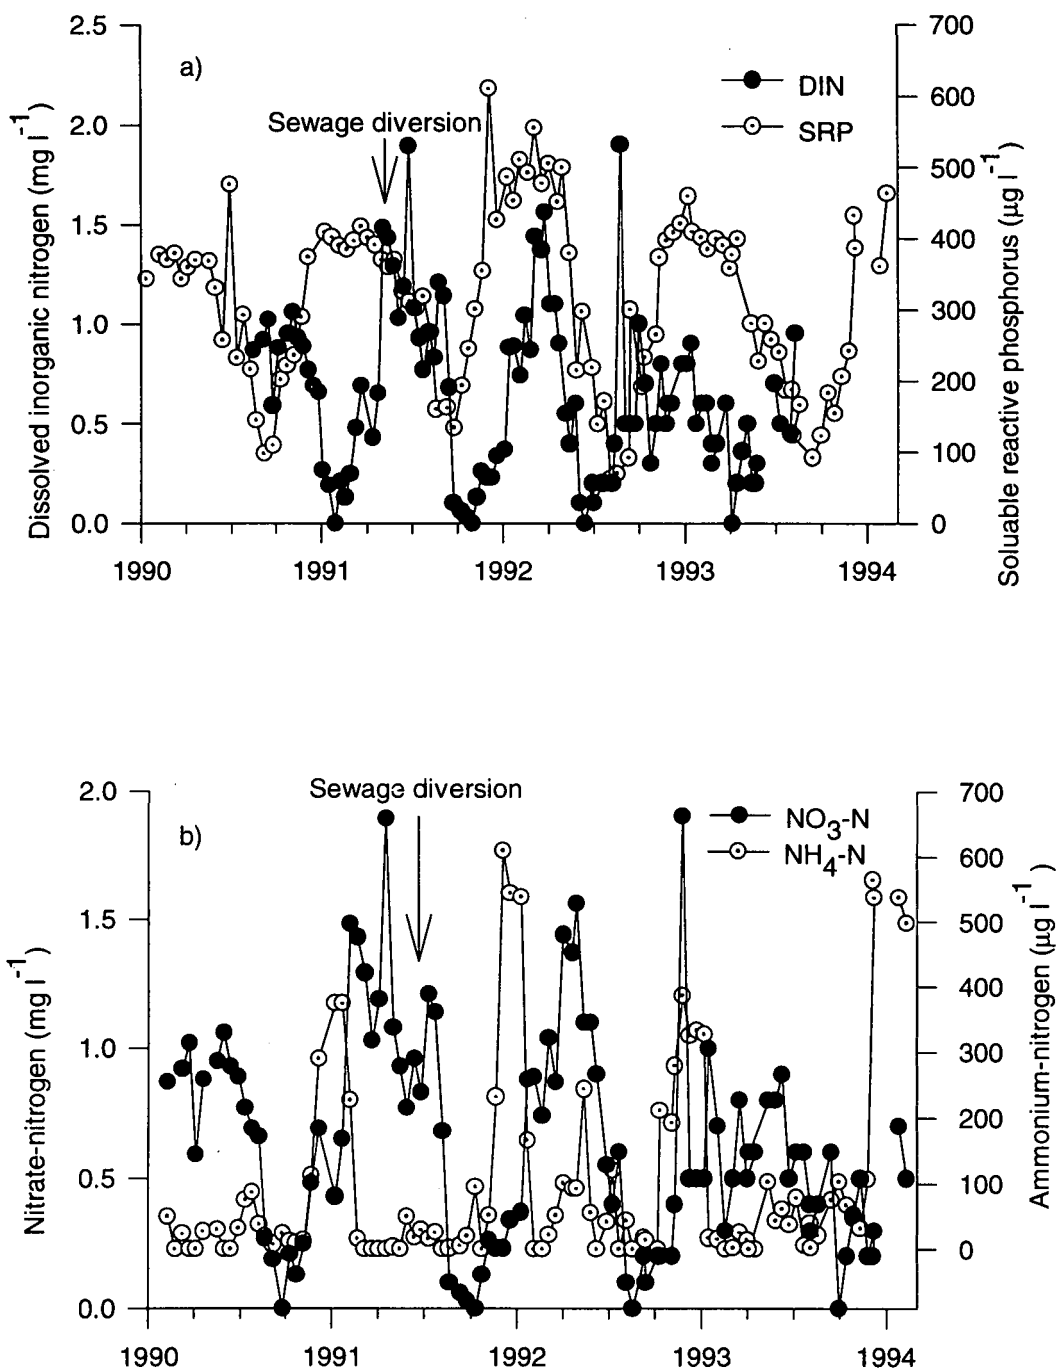 a)
Sewage diversion
DIN
SRP
Dissolved inorganic nitrogen (mg l-1)
2.5
2.0
1.5
1.0
0.5
0.0
Soluable reactive phosphorus (µg l-1)
700
600
500
400
300
200
100
0
1990 1991 1992 1993 1994
b)
Sewage diversion
NO3-N
NH4-N
Nitrate-nitrogen (mg l-1)
2.0
1.5
1.0
0.5
0.0
Ammonium-nitrogen (µg l-1)
700
600
500
400
300
200
100
0
1990 1991 1992 1993 1994